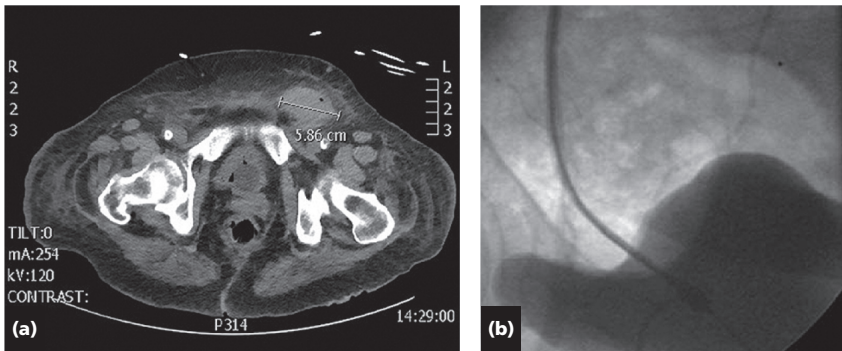 R
2
2
3
L
2
2
3
5.86 cm
TILT:0
mA:254
kV:120
CONTRAST:
P314
14:29:00
(a)
(b)